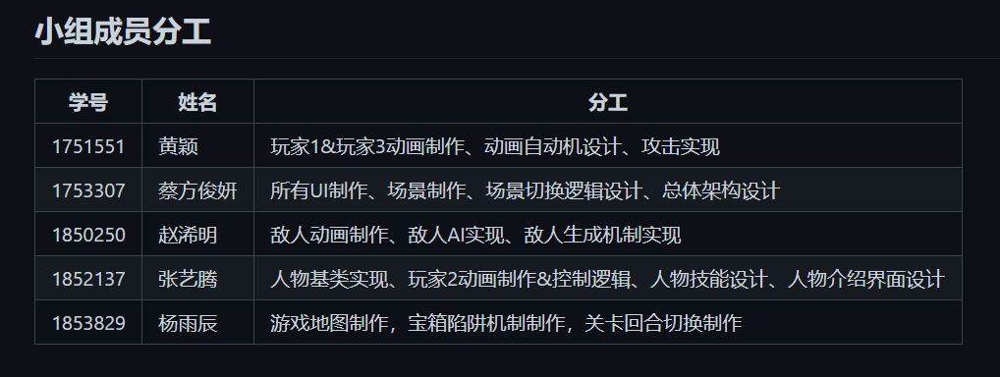 小组成员分工
学号 姓名 分工
1751551 黄颖 玩家1&玩家3动画制作、动画自动机设计、攻击实现
1753307 蔡方俊妍 所有UI制作、场景制作、场景切换逻辑设计、总体架构设计
1850250 赵浠明 敌人动画制作、敌人AI实现、敌人生成机制实现
1852137 张艺腾 人物基类实现、玩家2动画制作&控制逻辑、人物技能设计、人物介绍界面设计
1853829 杨雨辰 游戏地图制作，宝箱陷阱机制制作，关卡回合切换制作